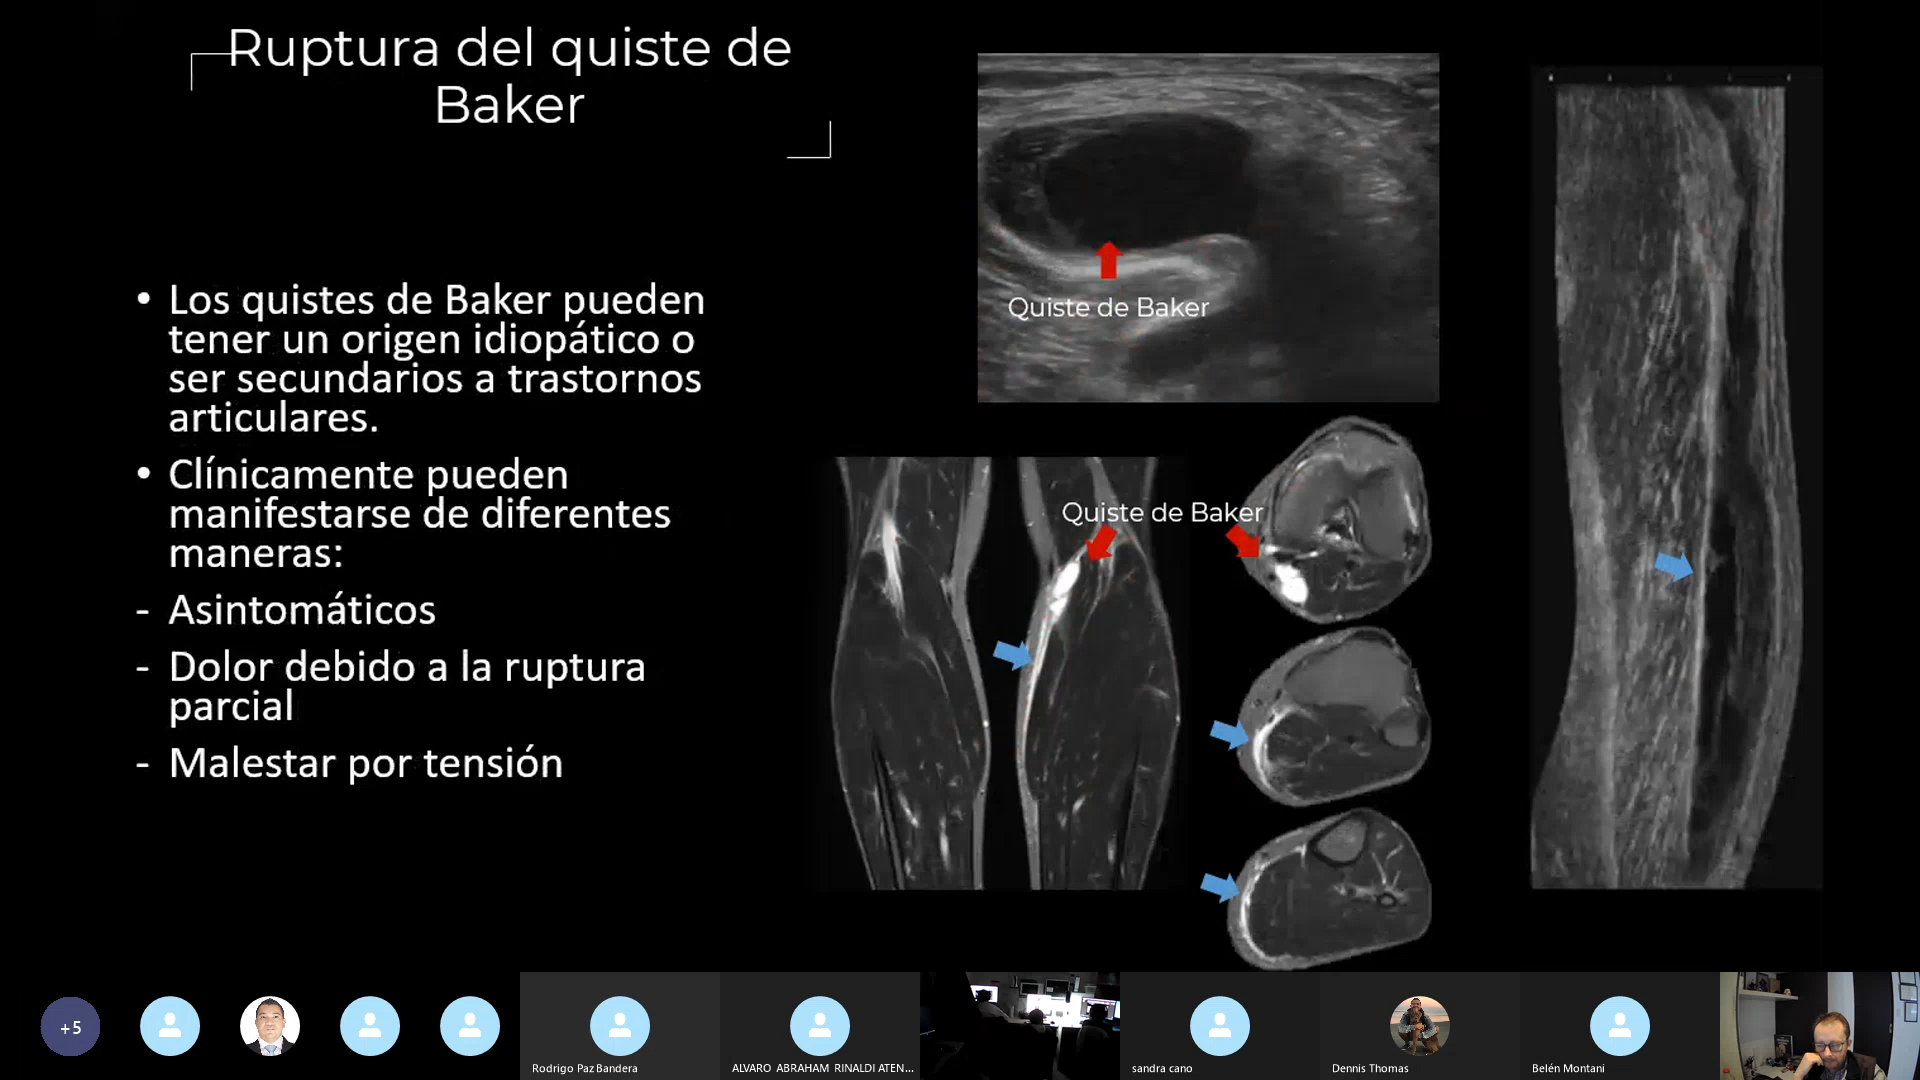 Ruptura del quiste de
Baker
• Los quistes de Baker pueden
tener un origen idiopático o
ser secundarios a trastornos
articulares.
• Clínicamente pueden
manifestarse de diferentes
maneras:
- Asintomáticos
- Dolor debido a la ruptura
parcial
- Malestar por tensión
Quiste de Baker
Quiste de Baker
+5
Rodrigo Paz Bandera
ALVARO ABRAHAM RINALDI ATEN...
sandra cano
Dennis Thomas
Belén Montani